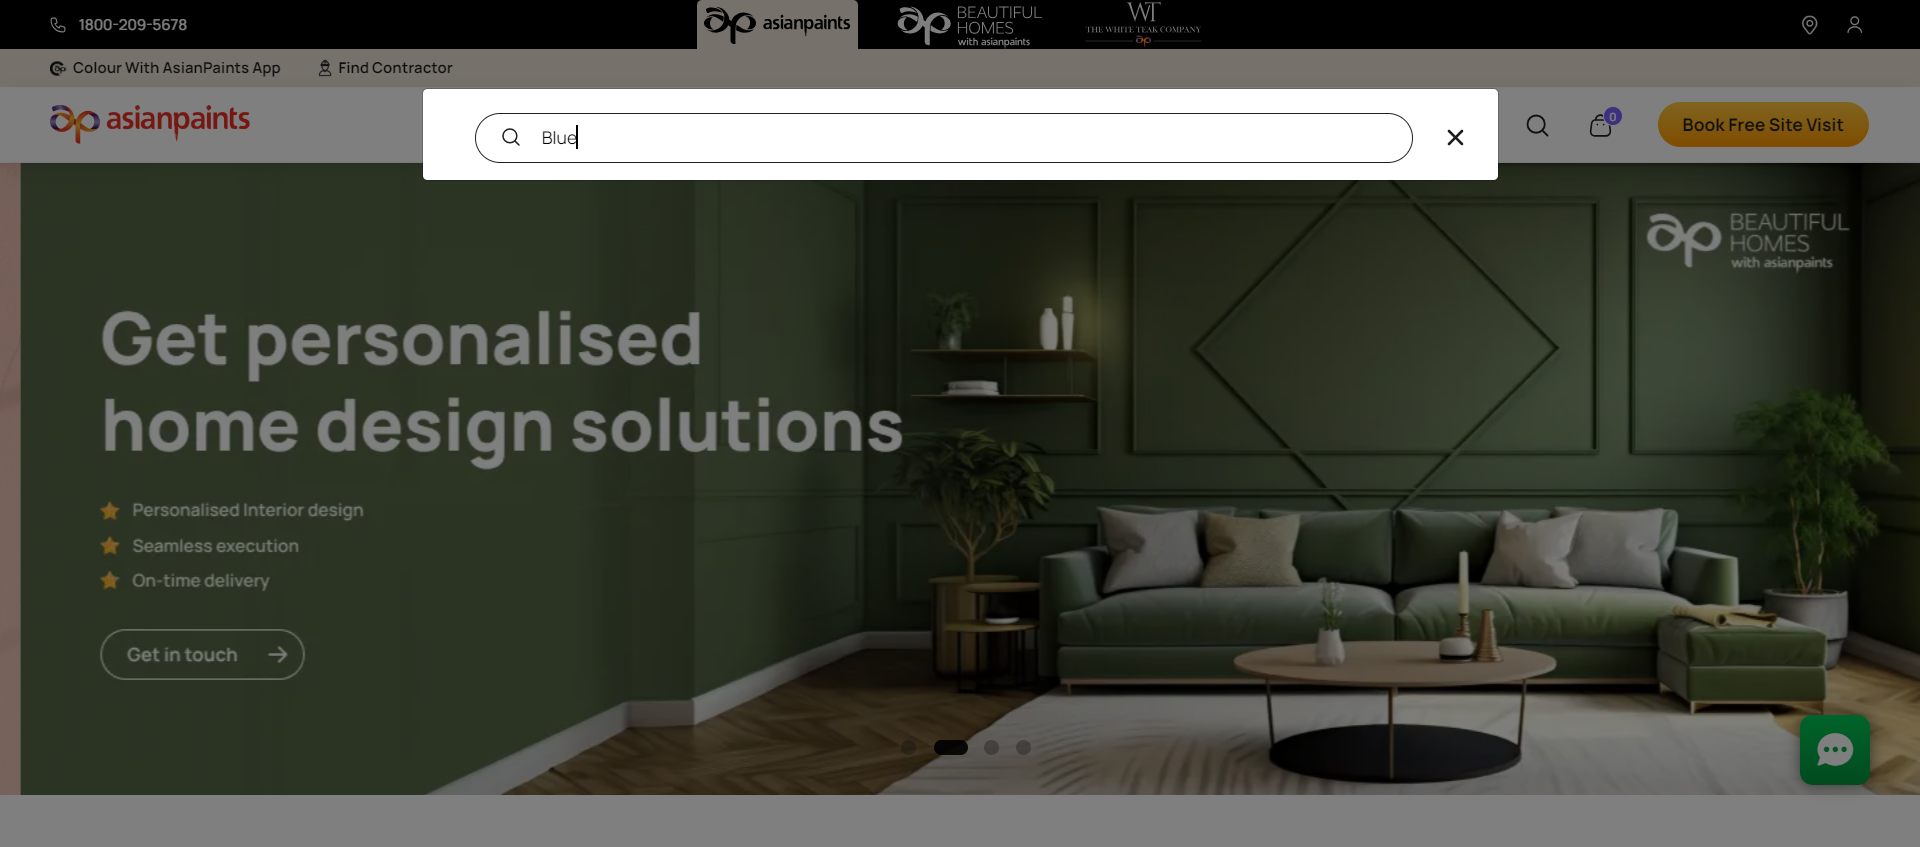 1800-209-5678
asianpaints
BEAUTIFUL
HOMES
with asianpaints
WT
THE WHITE TEAK COMPANY
Colour With AsianPaints App
Find Contractor
asianpaints
Blue
0
Book Free Site Visit
BEAUTIFUL
HOMES
with asianpaints
Get personalised
home design solutions
Personalised Interior design
Seamless execution
On-time delivery
Get in touch